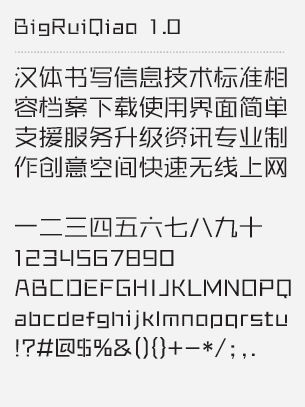 BigRuiQiao 1.0
汉体书写信息技术标准相
容档案下载使用界面简单
支援服务升级资讯专业制
作创意空间快速无线上网
一二三四五六七八九十
1234567890
ABCDEFGHIJKLMNOPQ
abcdefghijklmnopqrstu
!?#@$%&(){}+-*/;,.